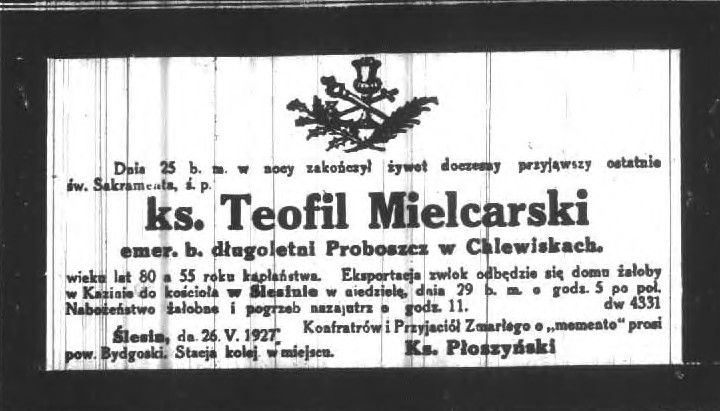 Dnia 25 b. m. w nocy zakończył żywot doczesny przyjąwszy ostatnie
św. Sakramenta, ś. p.
ks. Teofil Mielcarski
emer. b. długoletni Proboszcz w Chlewiskach.
wieku lat 80 a 55 roku kapłaństwa. Eksportacja zwłok odbędzie się domu żałoby
w Kazinie do kościoła w Ślesinie w niedzielę, dnia 29 b. m. o godz. 5 po poł.
Nabożeństwo żałobne i pogrzeb nazajutrz o godz. 11. dw 4331
Konfratrów i Przyjaciół Zmarłego o „memento" prosi
Ślesin, dn. 26. V. 1927.
pow. Bydgoski. Stacja kolej. w miejscu. Ks. Płoszyński